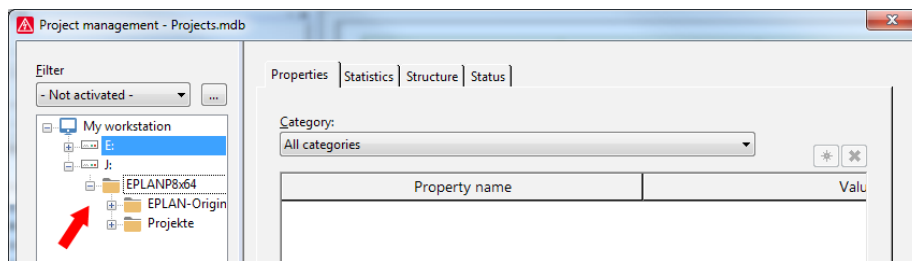 Project management - Projects.mdb
Filter
- Not activated -
...
My workstation
E:
J:
EPLANP8x64
EPLAN-Origin
Projekte
Properties
Statistics
Structure
Status
Category:
All categories
Property name
Valu